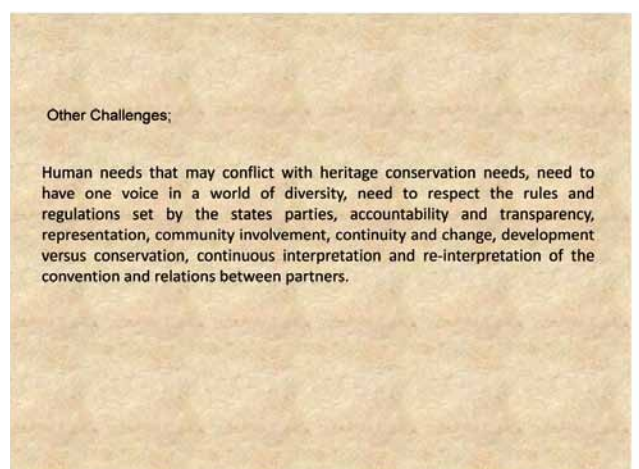 Other Challenges;
Human needs that may conflict with heritage conservation needs, need to
have one voice in a world of diversity, need to respect the rules and
regulations set by the states parties, accountability and transparency,
representation, community involvement, continuity and change, development
versus conservation, continuous interpretation and re-interpretation of the
convention and relations between partners.